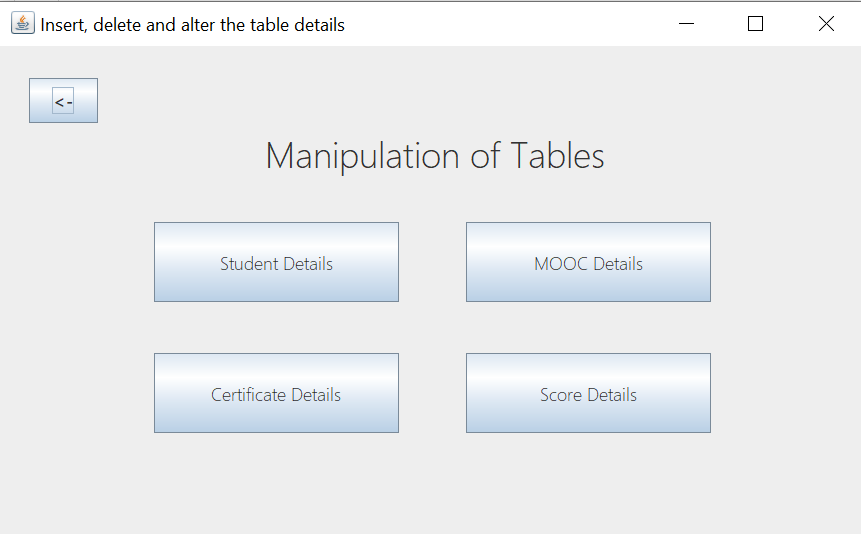 Insert, delete and alter the table details
<-
Manipulation of Tables
Student Details
MOOC Details
Certificate Details
Score Details